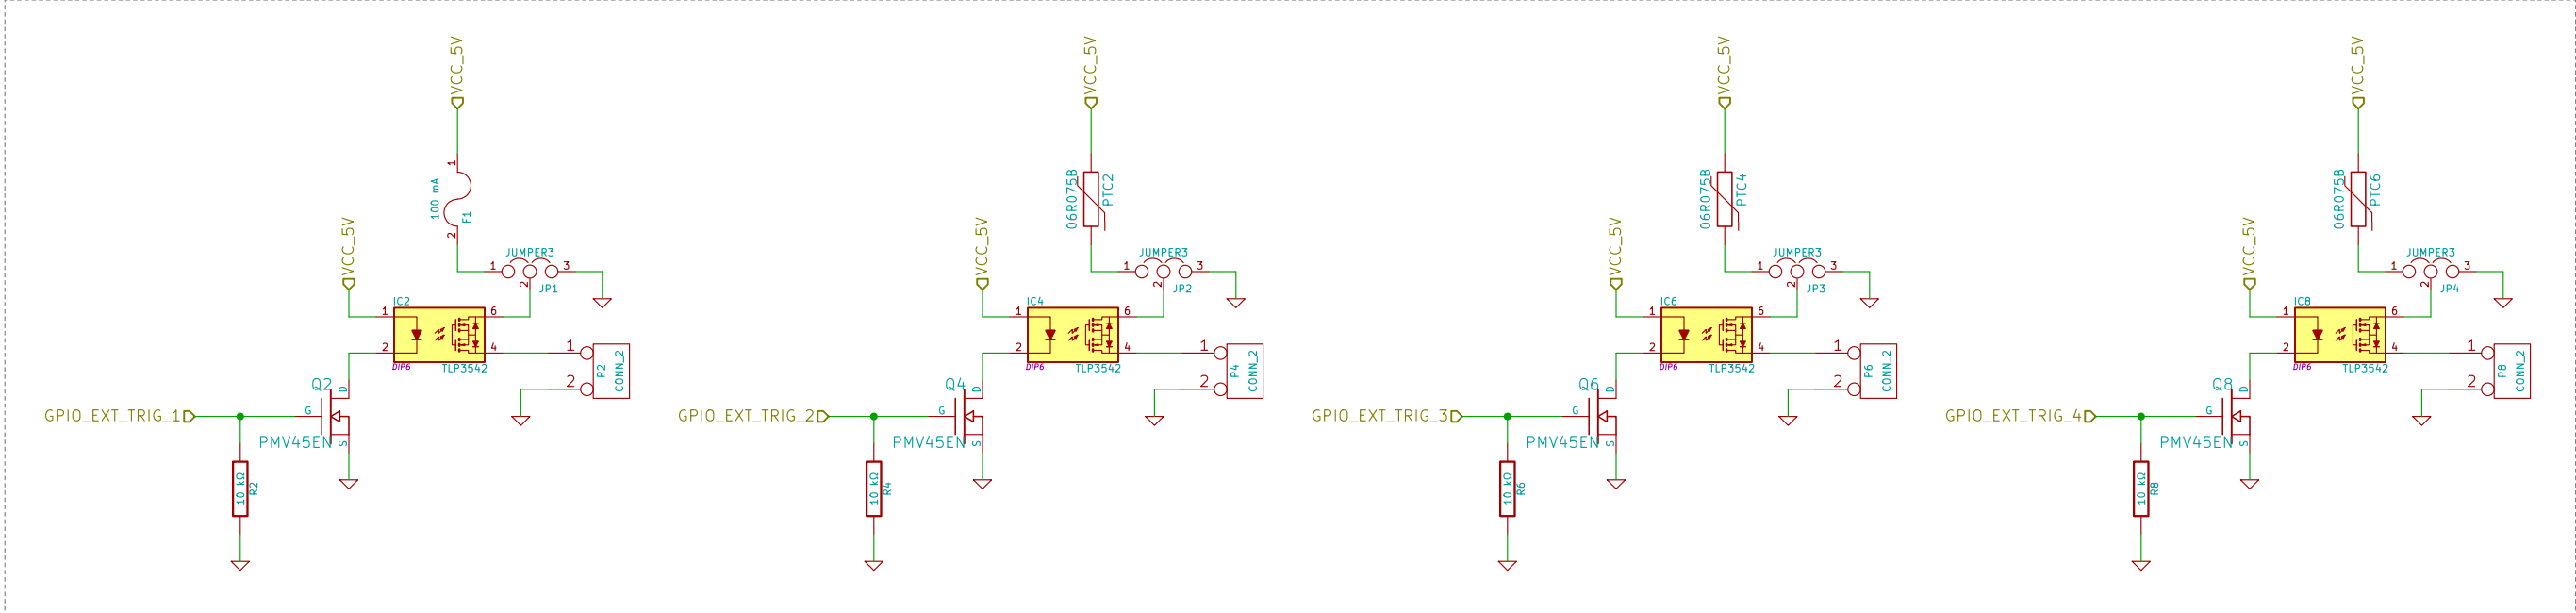 VCC_5V
1
100 mA
F1
2
VCC_5V
JUMPER3
1
3
2
JP1
IC2
1
6
2
4
DIP6
TLP3542
1
2
P2
CONN_2
Q2
D
G
S
GPIO_EXT_TRIG_1
PMV45EN
10 kΩ
R2
VCC_5V
06R075B
PTC2
VCC_5V
JUMPER3
1
3
2
JP2
IC4
1
6
2
4
DIP6
TLP3542
1
2
P4
CONN_2
Q4
D
G
S
GPIO_EXT_TRIG_2
PMV45EN
10 kΩ
R4
VCC_5V
06R075B
PTC4
VCC_5V
JUMPER3
1
3
2
JP3
IC6
1
6
2
4
DIP6
TLP3542
1
2
P6
CONN_2
Q6
D
G
S
GPIO_EXT_TRIG_3
PMV45EN
10 kΩ
R6
VCC_5V
06R075B
PTC6
VCC_5V
JUMPER3
1
3
2
JP4
IC8
1
6
2
4
DIP6
TLP3542
1
2
P8
CONN_2
Q8
D
G
S
GPIO_EXT_TRIG_4
PMV45EN
10 kΩ
R8